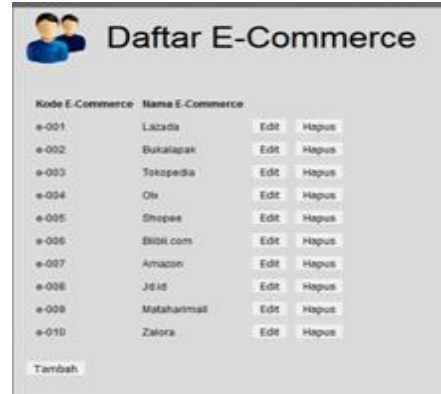 Daftar E-Commerce
Kode E-Commerce Nama E-Commerce
e-001 Lazada Edit Hapus
e-002 Bukalapak Edit Hapus
e-003 Tokopedia Edit Hapus
e-004 Olx Edit Hapus
e-005 Shopee Edit Hapus
e-006 Blibli.com Edit Hapus
e-007 Amazon Edit Hapus
e-008 Jd.id Edit Hapus
e-009 Mataharimall Edit Hapus
e-010 Zalora Edit Hapus
Tambah